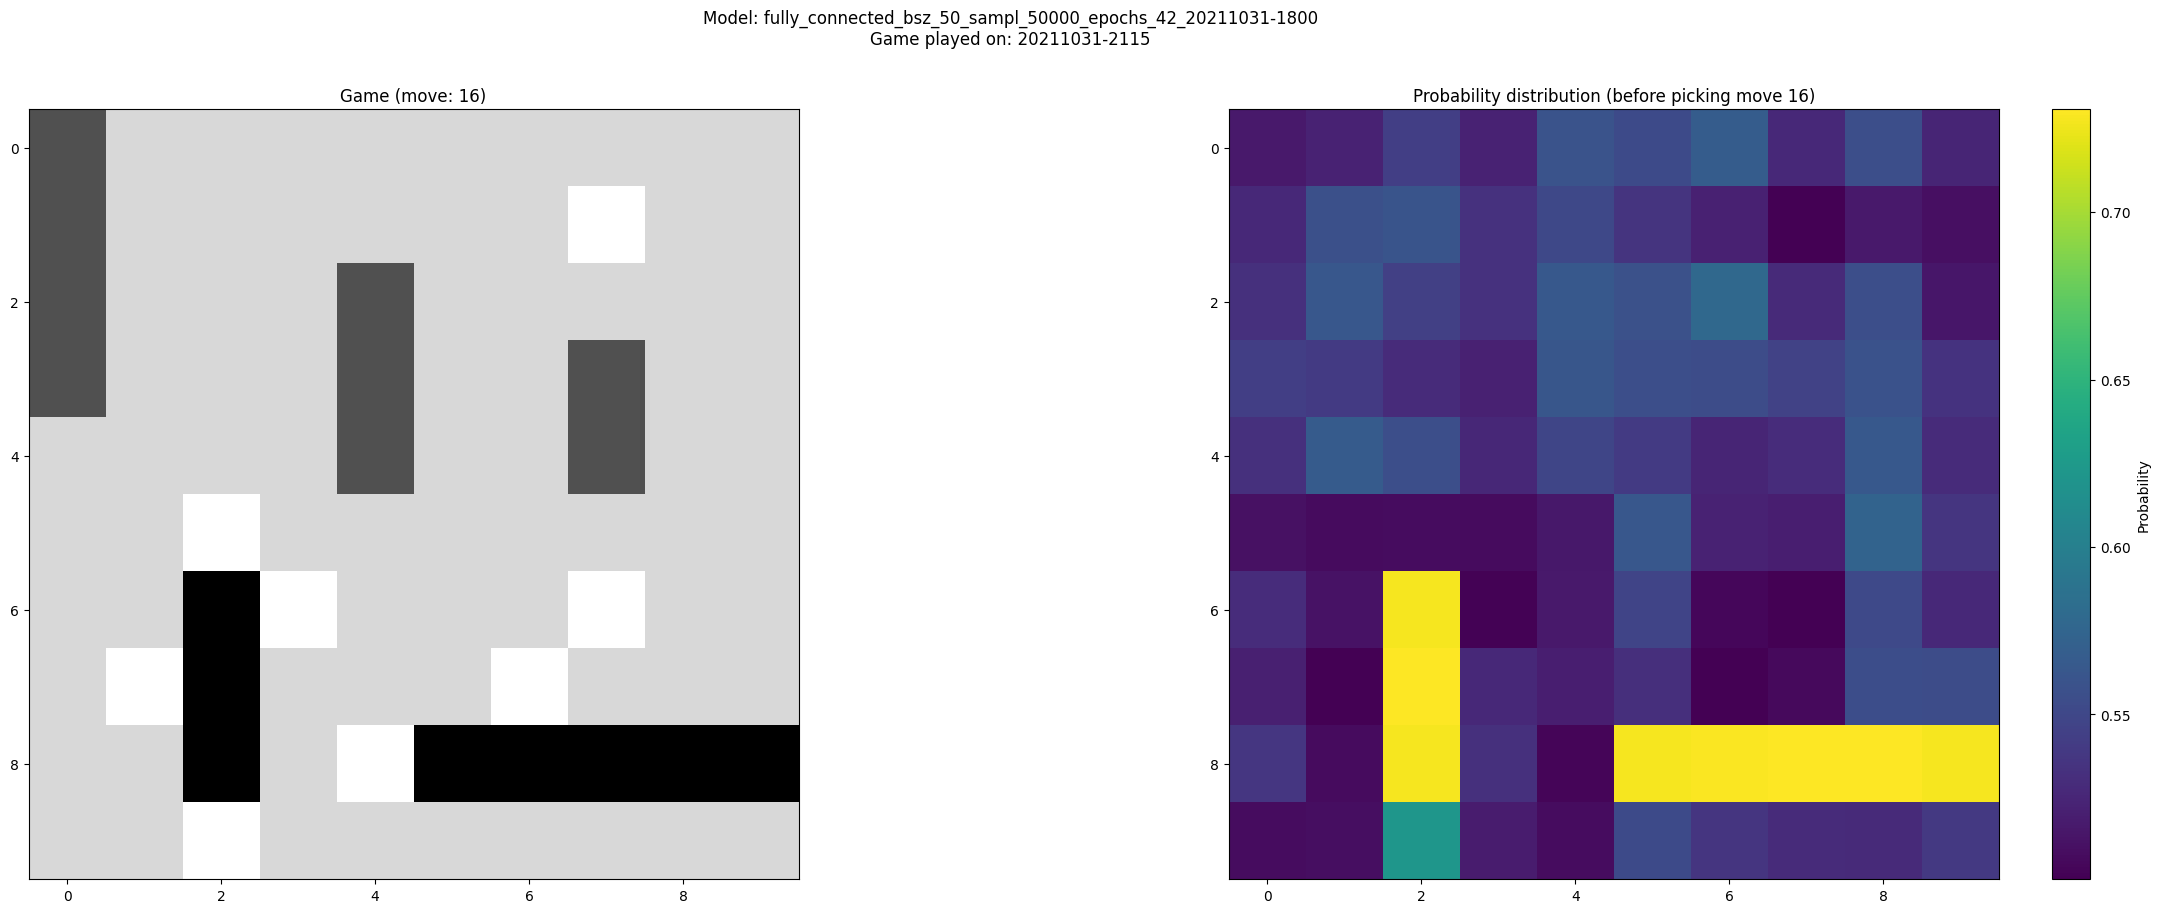 Model: fully_connected_bsz_50_sampl_50000_epochs_42_20211031-1800
Game played on: 20211031-2115
Game (move: 16)
0
2
4
6
8
0 2 4 6 8
Probability distribution (before picking move 16)
0
2
4
6
8
0 2 4 6 8
0.70
0.65
0.60
0.55
Probability